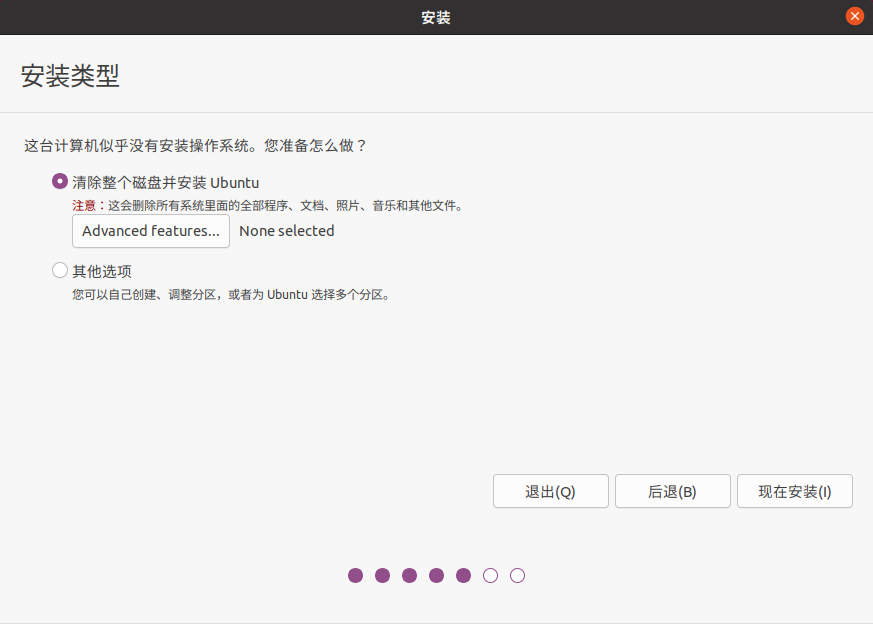 安装
安装类型
这台计算机似乎没有安装操作系统。您准备怎么做？
清除整个磁盘并安装 Ubuntu
注意：这会删除所有系统里面的全部程序、文档、照片、音乐和其他文件。
Advanced features... None selected
其他选项
您可以自己创建、调整分区，或者为 Ubuntu 选择多个分区。
退出(Q) 后退(B) 现在安装(I)